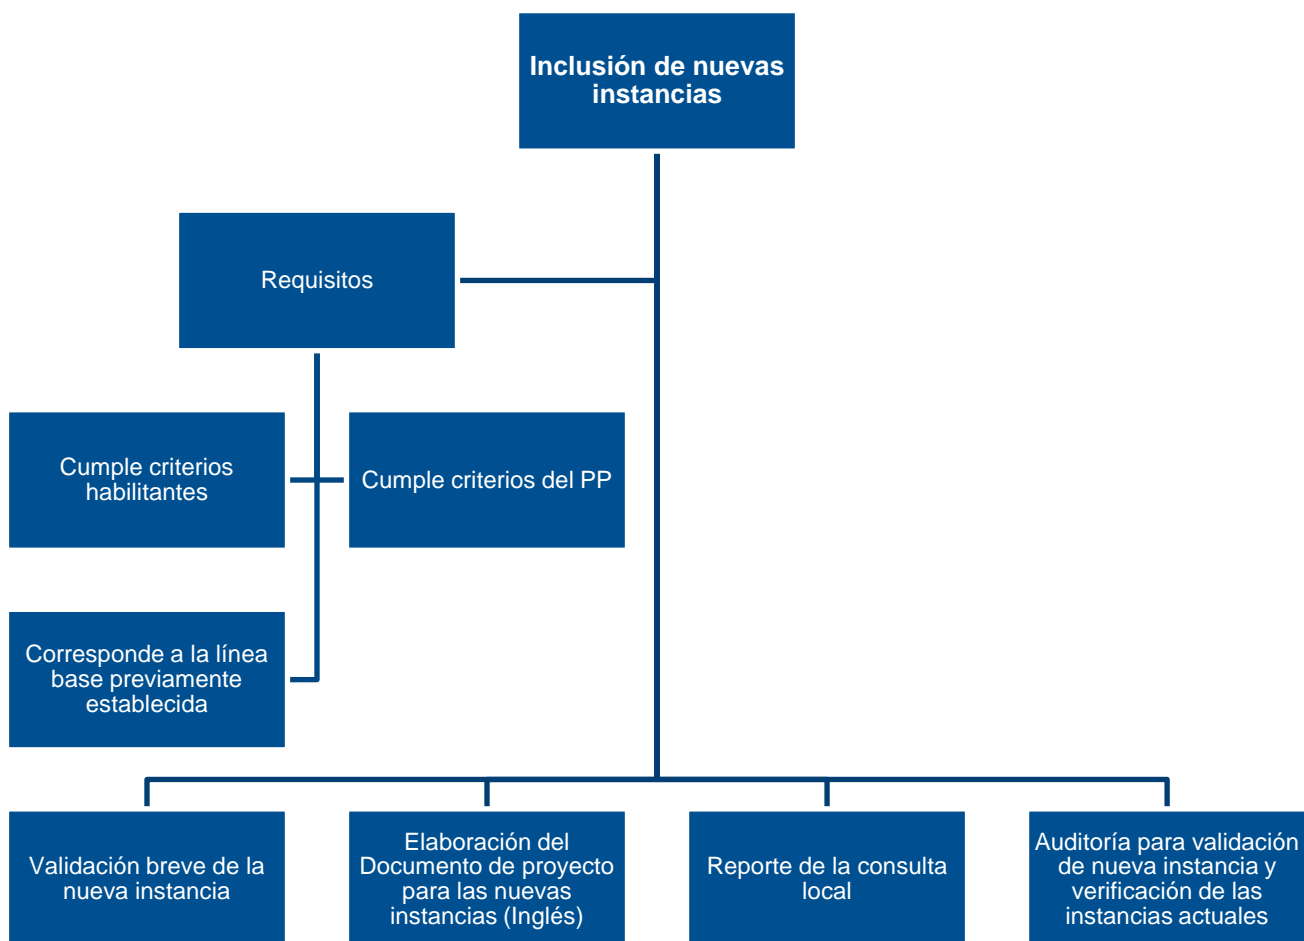 Inclusión de nuevas
instancias
Requisitos
Cumple criterios
habilitantes
Cumple criterios del PP
Corresponde a la línea
base previamente
establecida
Validación breve de la
nueva instancia
Elaboración del
Documento de proyecto
para las nuevas
instancias (Inglés)
Reporte de la consulta
local
Auditoría para validación
de nueva instancia y
verificación de las
instancias actuales